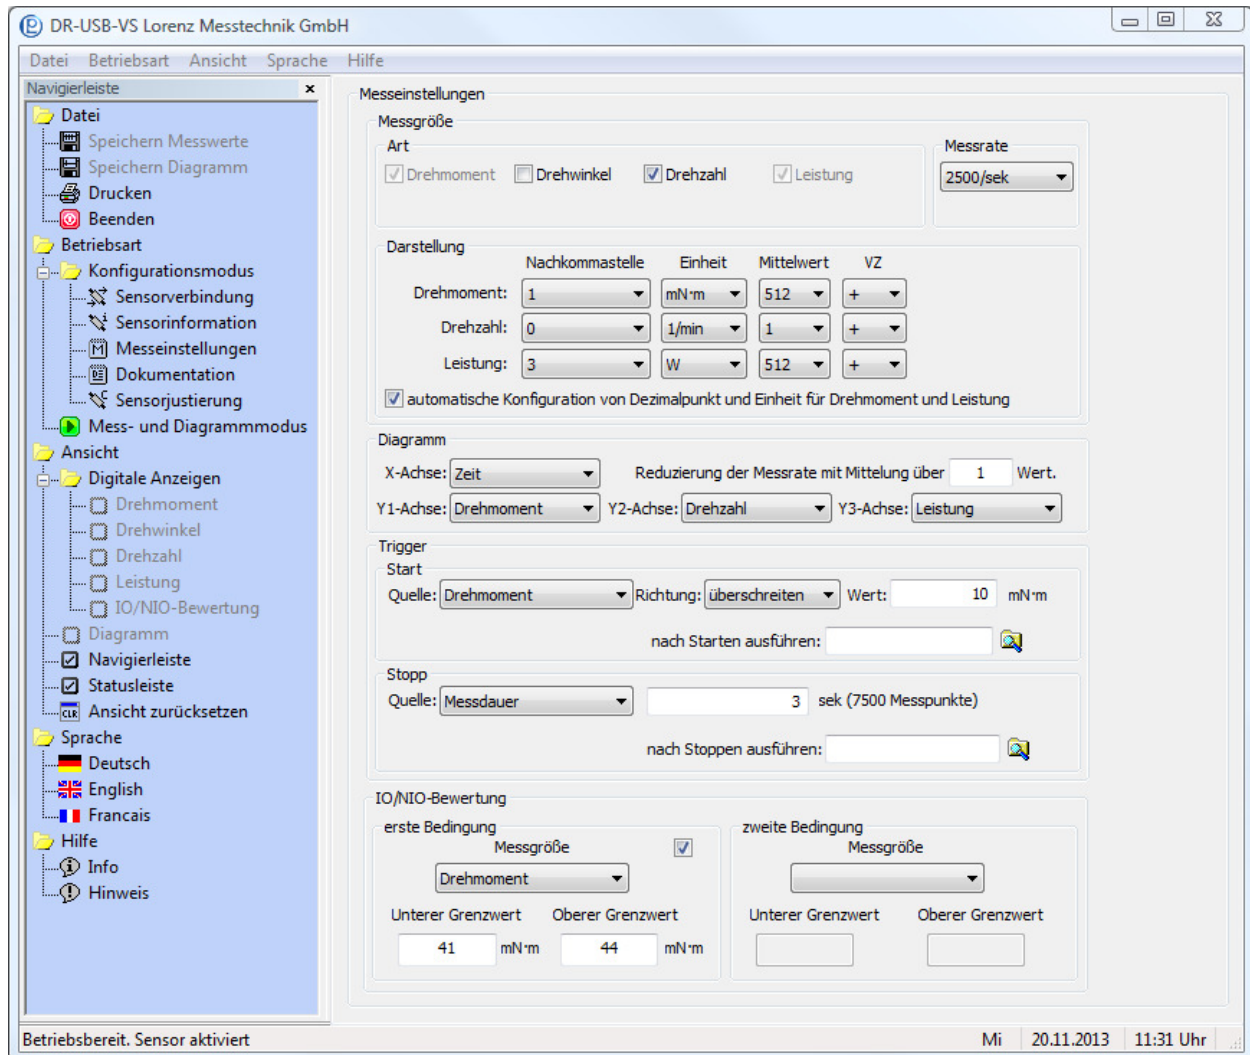 DR-USB-VS Lorenz Messtechnik GmbH
Datei Betriebsart Ansicht Sprache Hilfe
Navigierleiste x
Datei
Speichern Messwerte
Speichern Diagramm
Drucken
Beenden
Betriebsart
Konfigurationsmodus
Sensorverbindung
Sensorinformation
Messeinstellungen
Dokumentation
Sensorjustierung
Mess- und Diagrammmodus
Ansicht
Digitale Anzeigen
Drehmoment
Drehwinkel
Drehzahl
Leistung
IO/NIO-Bewertung
Diagramm
Navigierleiste
Statusleiste
CLR Ansicht zurücksetzen
Sprache
Deutsch
English
Francais
Hilfe
Info
Hinweis
Messeinstellungen
Messgröße
Art
Drehmoment Drehwinkel Drehzahl Leistung
Messrate
2500/sek
Darstellung
Nachkommastelle Einheit Mittelwert VZ
Drehmoment: 1 mN·m 512 +
Drehzahl: 0 1/min 1 +
Leistung: 3 W 512 +
automatische Konfiguration von Dezimalpunkt und Einheit für Drehmoment und Leistung
Diagramm
X-Achse: Zeit Reduzierung der Messrate mit Mittelung über 1 Wert.
Y1-Achse: Drehmoment Y2-Achse: Drehzahl Y3-Achse: Leistung
Trigger
Start
Quelle: Drehmoment Richtung: überschreiten Wert: 10 mN·m
nach Starten ausführen:
Stopp
Quelle: Messdauer 3 sek (7500 Messpunkte)
nach Stoppen ausführen:
IO/NIO-Bewertung
erste Bedingung
Messgröße
Drehmoment
Unterer Grenzwert Oberer Grenzwert
41 mN·m 44 mN·m
zweite Bedingung
Messgröße
Unterer Grenzwert Oberer Grenzwert
Betriebsbereit. Sensor aktiviert Mi 20.11.2013 11:31 Uhr